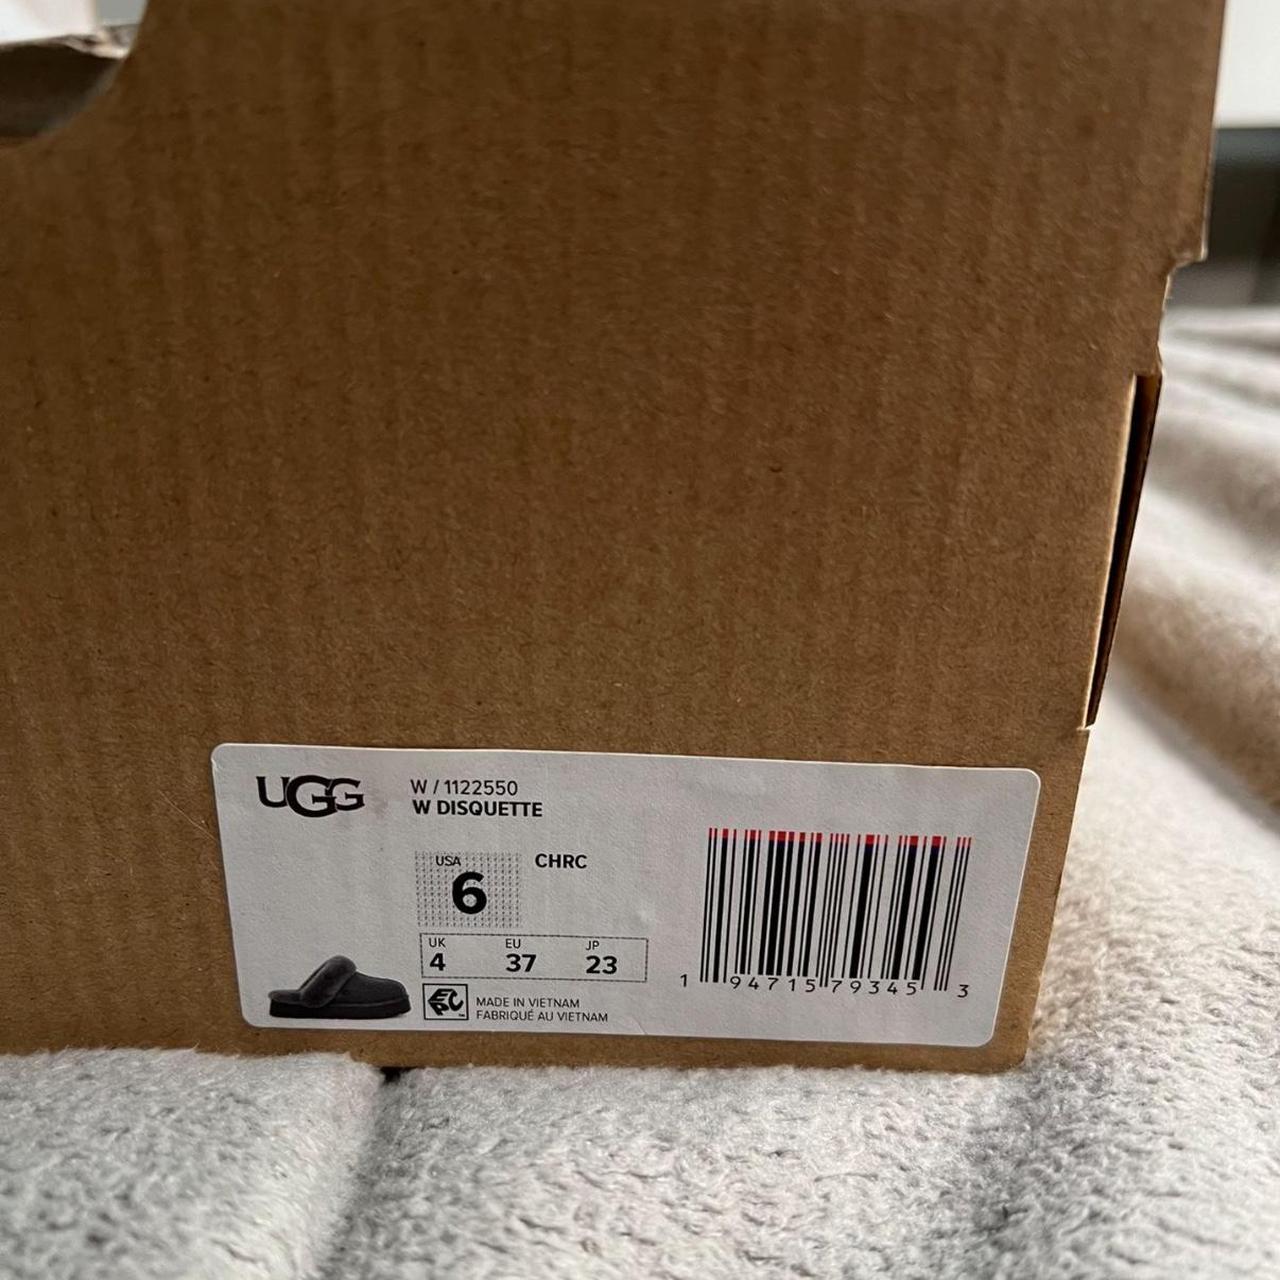 UGG
W / 1122550
W DISQUETTE
USA
6
CHRC
UK EU JP
4 37 23
EPC
MADE IN VIETNAM
FABRIQUÉ AU VIETNAM
1 94715 79345 3